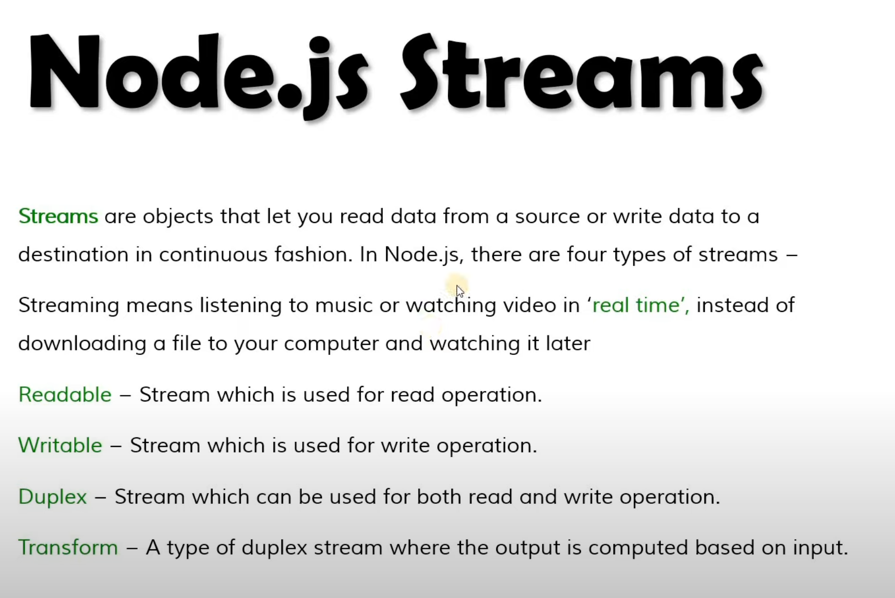 Node.js Streams
Streams are objects that let you read data from a source or write data to a
destination in continuous fashion. In Node.js, there are four types of streams –
Streaming means listening to music or watching video in ‘real time’, instead of
downloading a file to your computer and watching it later
Readable – Stream which is used for read operation.
Writable – Stream which is used for write operation.
Duplex – Stream which can be used for both read and write operation.
Transform – A type of duplex stream where the output is computed based on input.